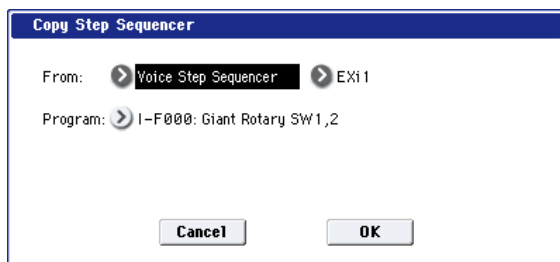 Copy Step Sequencer
From: Voice Step Sequencer EXi1
Program: I-F000: Giant Rotary SW1,2
Cancel OK